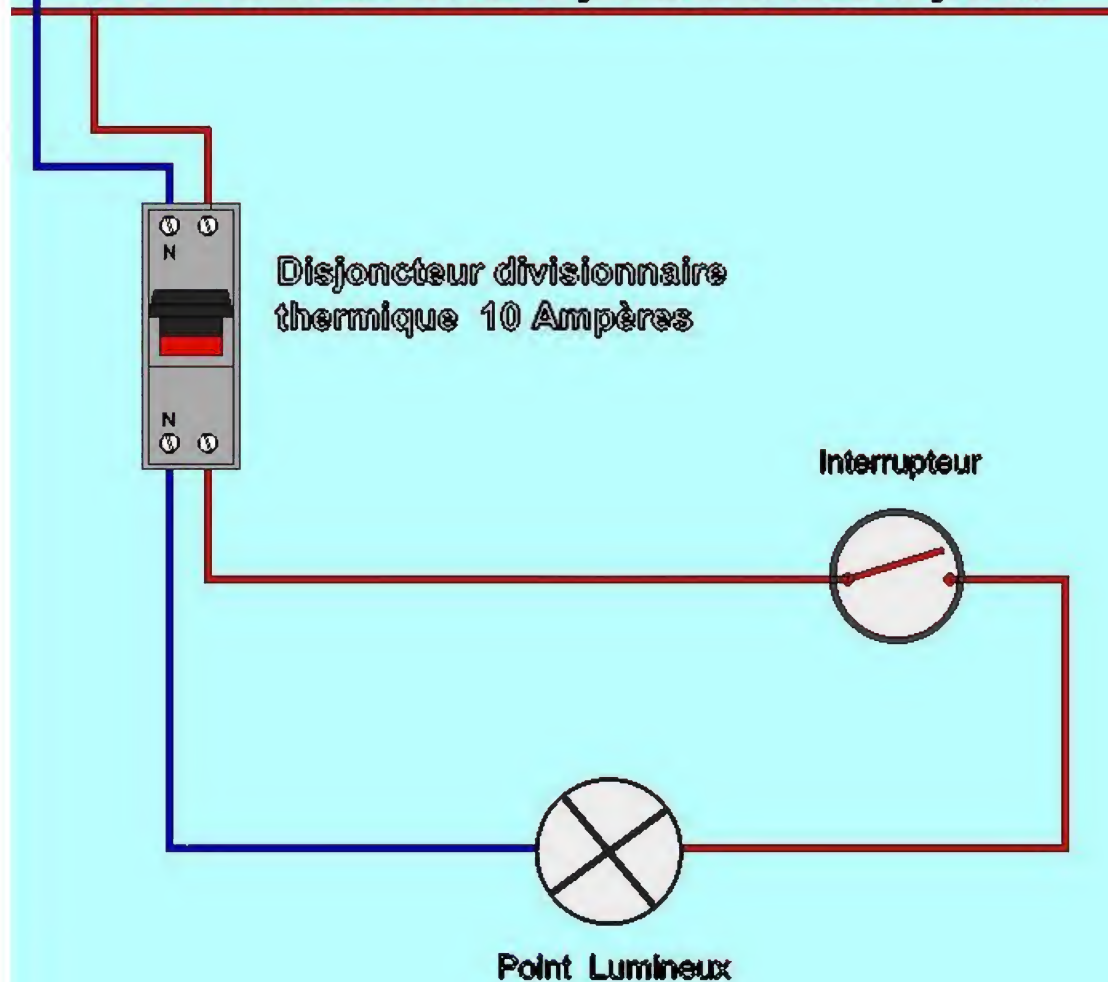 N
Disjoncteur divisionnaire
thermique 10 Ampères
N
Interrupteur
Point Lumineux